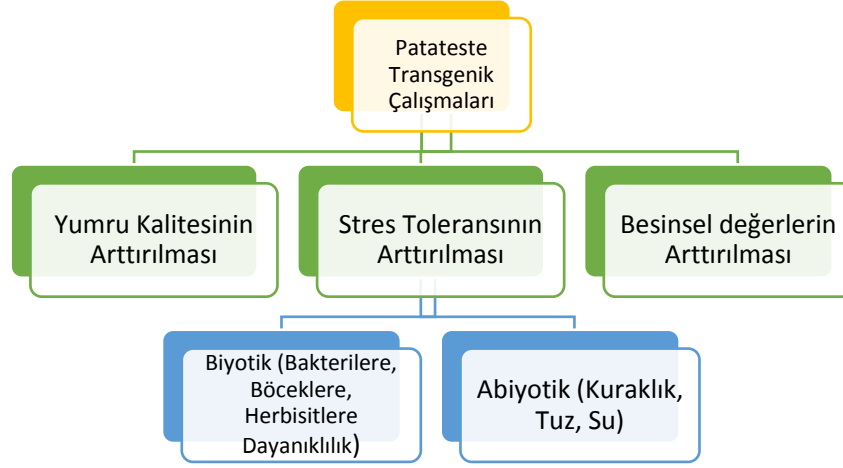 Patateste
Transgenik
Çalışmaları
Yumru Kalitesinin
Arttırılması
Stres Toleransının
Arttırılması
Besinsel değerlerin
Arttırılması
Biyotik (Bakterilere,
Böceklere,
Herbisitlere
Dayanıklılık)
Abiyotik (Kuraklık,
Tuz, Su)